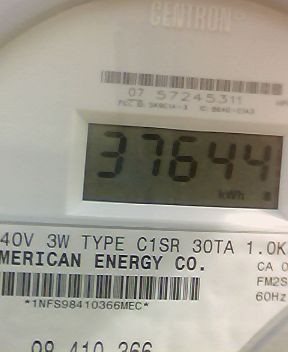 CENTRON®
07 57245311
37644
kWh
40V 3W TYPE C1SR 30TA 1.0K
MERICAN ENERGY CO.
CA 0
FM2S
60Hz
*1NFS98410366MEC*
98 410 366